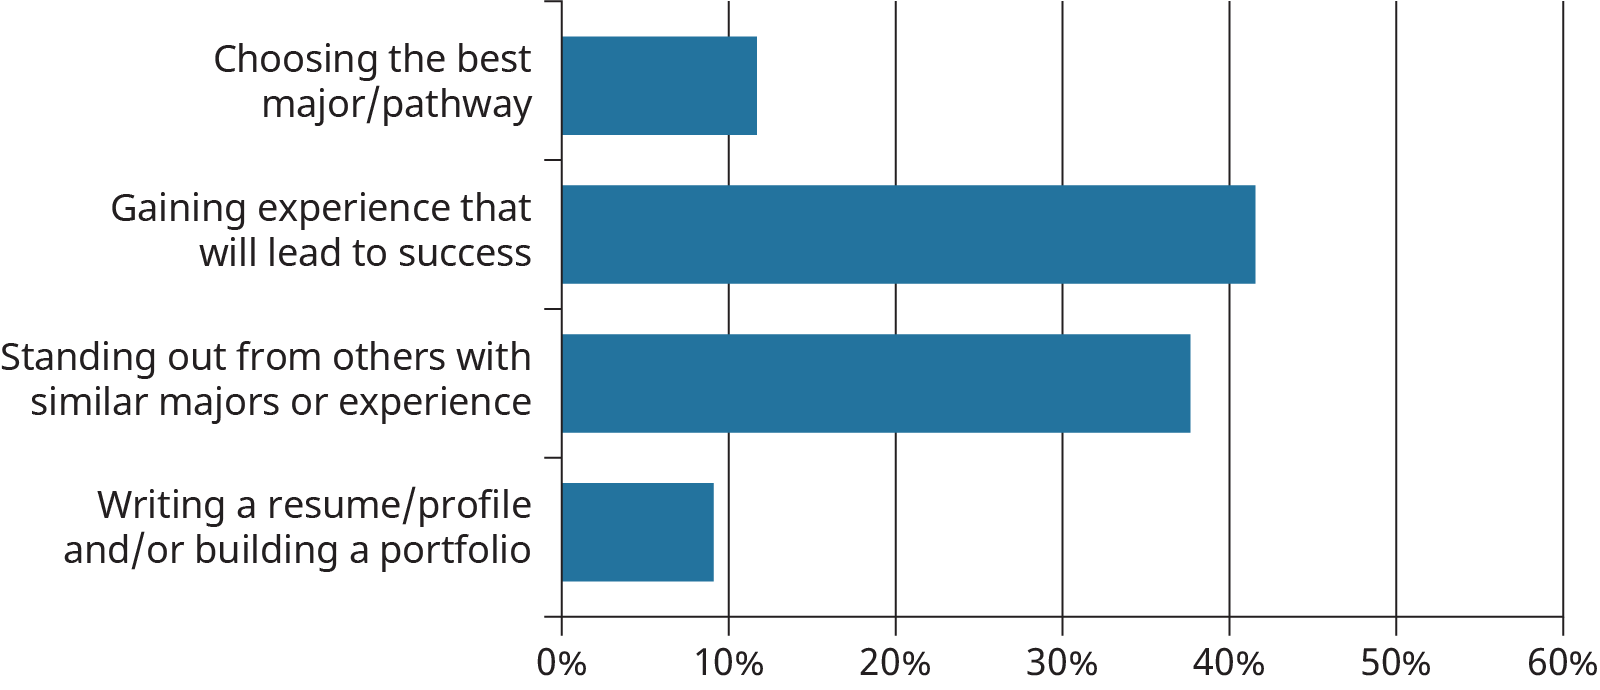 Choosing the best
major/pathway
Gaining experience that
will lead to success
Standing out from others with
similar majors or experience
Writing a resume/profile
and/or building a portfolio
0% 10% 20% 30% 40% 50% 60%